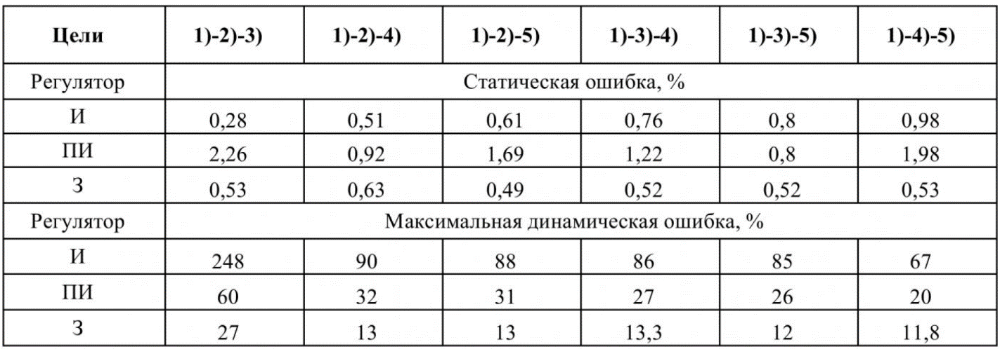 Цели 1)-2)-3) 1)-2)-4) 1)-2)-5) 1)-3)-4) 1)-3)-5) 1)-4)-5)
Регулятор Статическая ошибка, %
И 0,28 0,51 0,61 0,76 0,8 0,98
ПИ 2,26 0,92 1,69 1,22 0,8 1,98
З 0,53 0,63 0,49 0,52 0,52 0,53
Регулятор Максимальная динамическая ошибка, %
И 248 90 88 86 85 67
ПИ 60 32 31 27 26 20
З 27 13 13 13,3 12 11,8